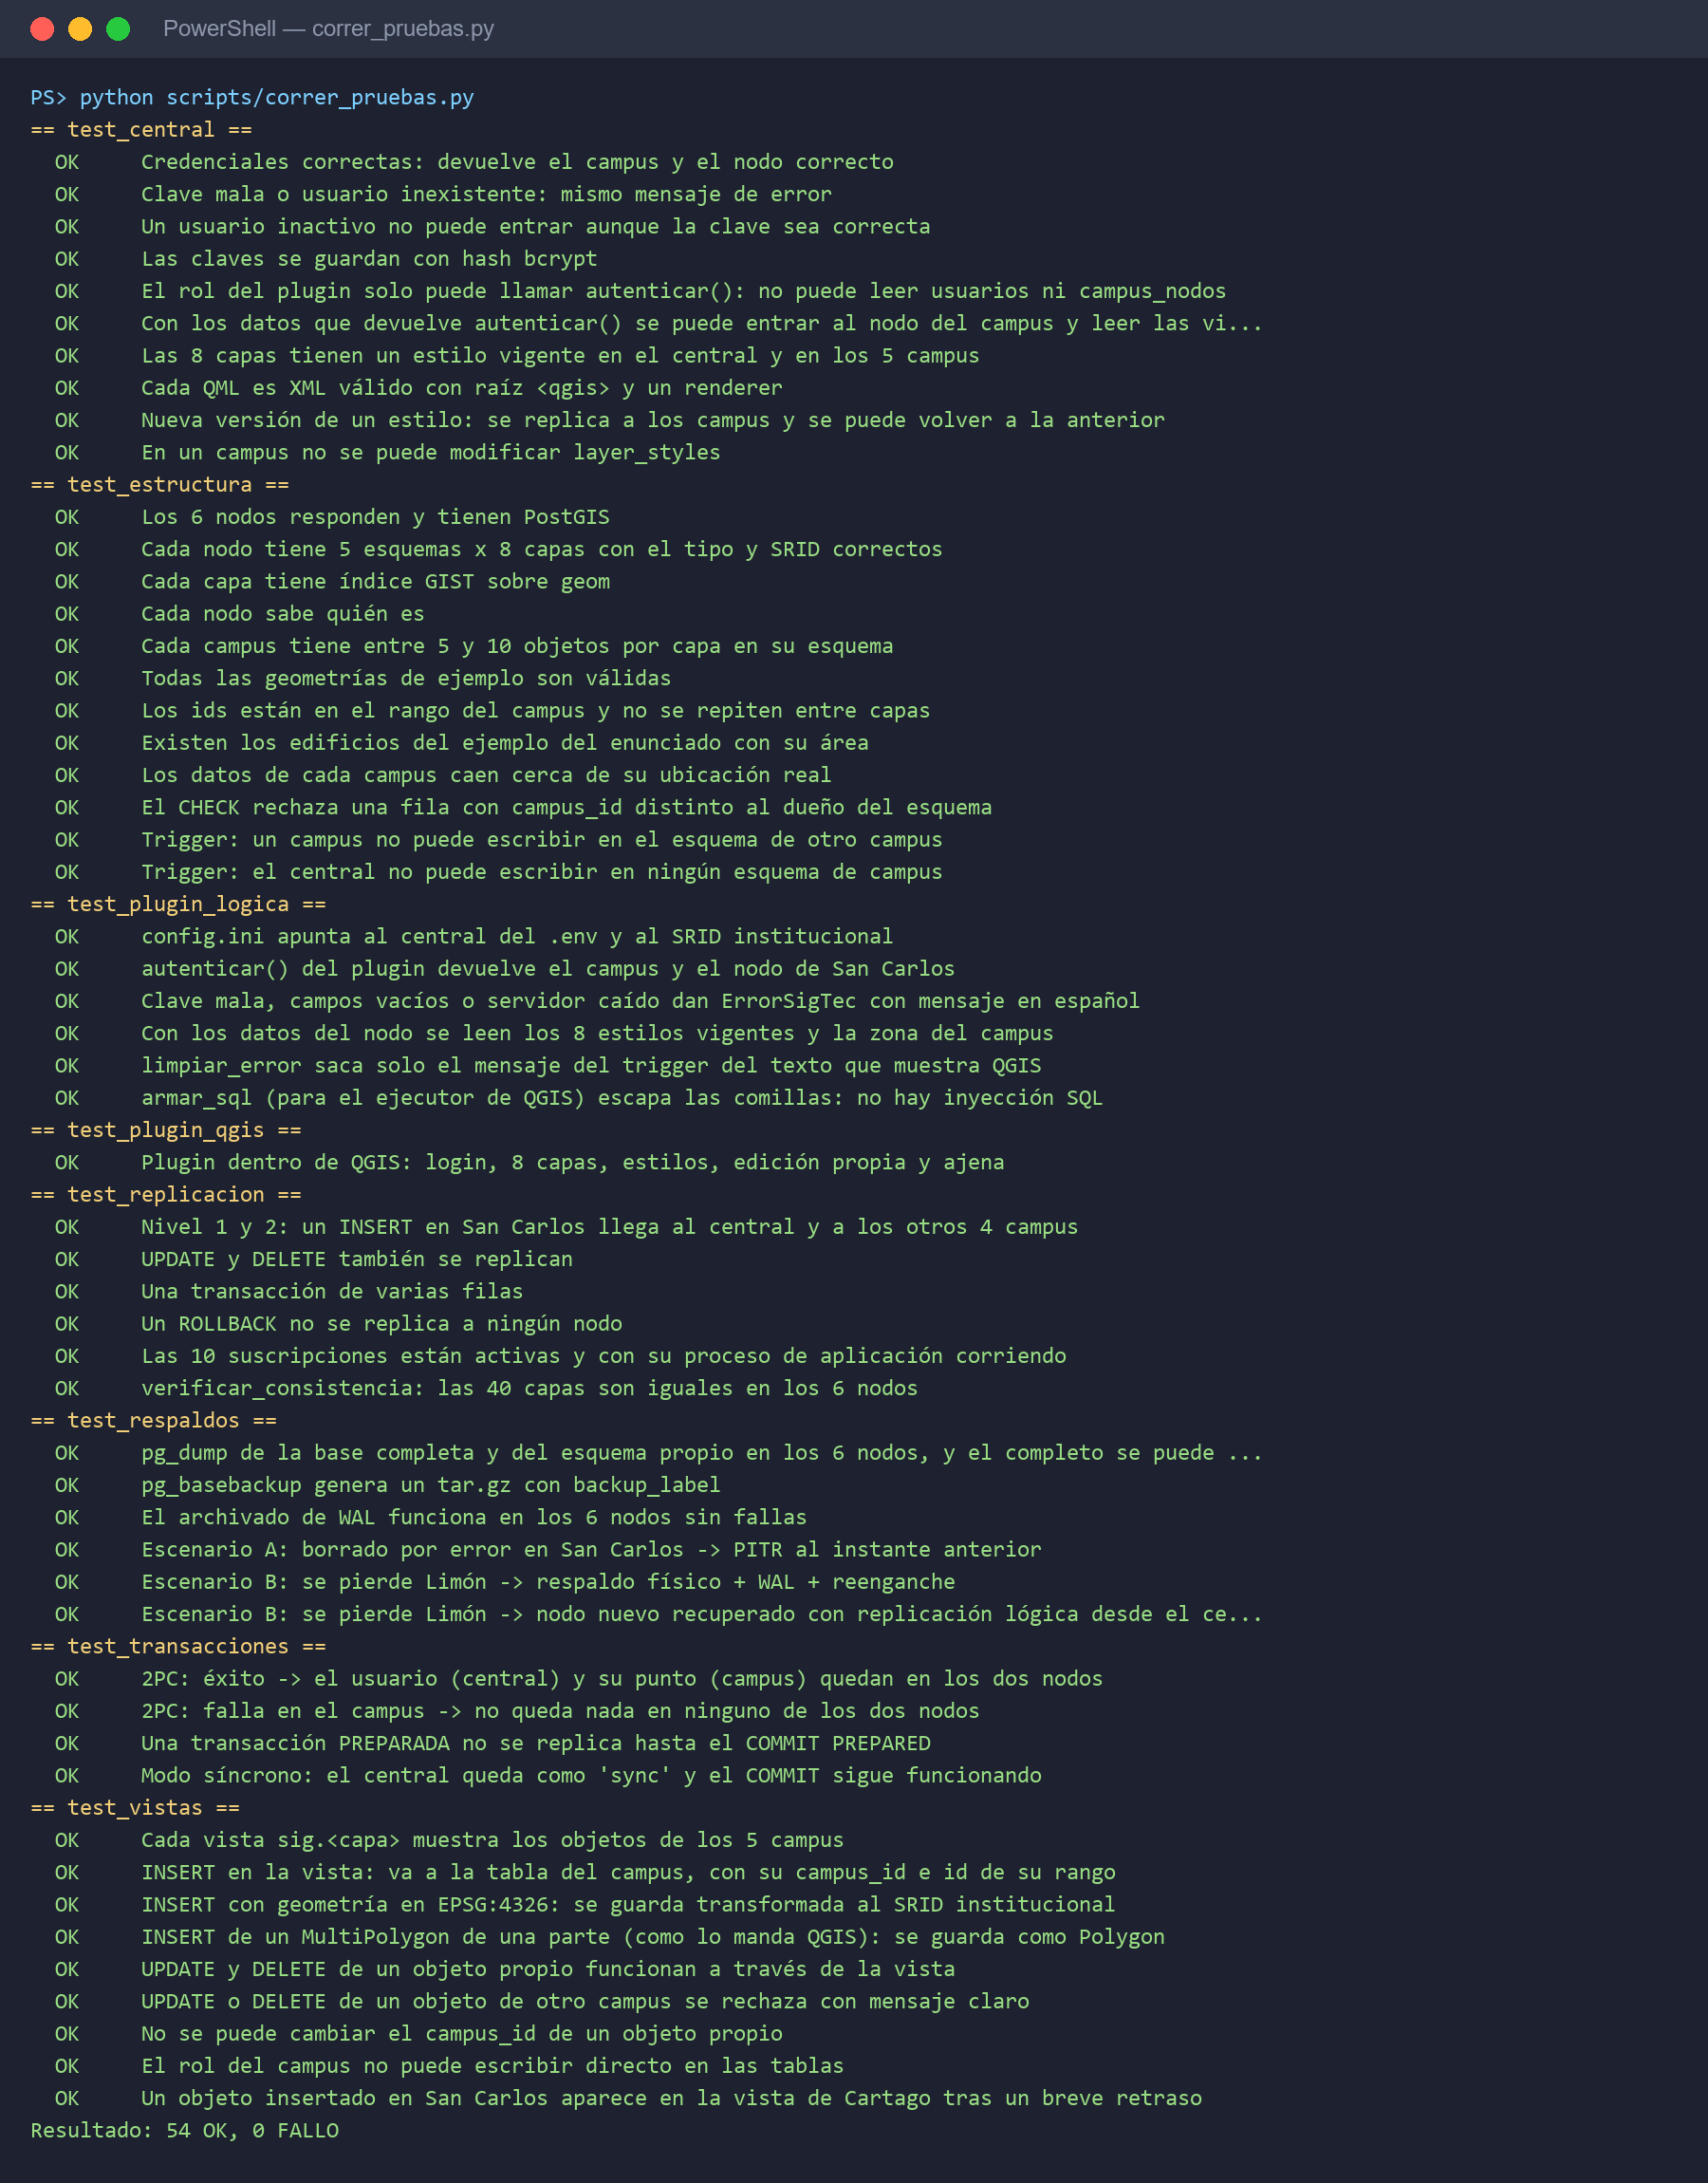 PowerShell — correr_pruebas.py
PS> python scripts/correr_pruebas.py
== test_central ==
OK Credenciales correctas: devuelve el campus y el nodo correcto
OK Clave mala o usuario inexistente: mismo mensaje de error
OK Un usuario inactivo no puede entrar aunque la clave sea correcta
OK Las claves se guardan con hash bcrypt
OK El rol del plugin solo puede llamar autenticar(): no puede leer usuarios ni campus_nodos
OK Con los datos que devuelve autenticar() se puede entrar al nodo del campus y leer las vi...
OK Las 8 capas tienen un estilo vigente en el central y en los 5 campus
OK Cada QML es XML válido con raíz <qgis> y un renderer
OK Nueva versión de un estilo: se replica a los campus y se puede volver a la anterior
OK En un campus no se puede modificar layer_styles
== test_estructura ==
OK Los 6 nodos responden y tienen PostGIS
OK Cada nodo tiene 5 esquemas x 8 capas con el tipo y SRID correctos
OK Cada capa tiene índice GIST sobre geom
OK Cada nodo sabe quién es
OK Cada campus tiene entre 5 y 10 objetos por capa en su esquema
OK Todas las geometrías de ejemplo son válidas
OK Los ids están en el rango del campus y no se repiten entre capas
OK Existen los edificios del ejemplo del enunciado con su área
OK Los datos de cada campus caen cerca de su ubicación real
OK El CHECK rechaza una fila con campus_id distinto al dueño del esquema
OK Trigger: un campus no puede escribir en el esquema de otro campus
OK Trigger: el central no puede escribir en ningún esquema de campus
== test_plugin_logica ==
OK config.ini apunta al central del .env y al SRID institucional
OK autenticar() del plugin devuelve el campus y el nodo de San Carlos
OK Clave mala, campos vacíos o servidor caído dan ErrorSigTec con mensaje en español
OK Con los datos del nodo se leen los 8 estilos vigentes y la zona del campus
OK limpiar_error saca solo el mensaje del trigger del texto que muestra QGIS
OK armar_sql (para el ejecutor de QGIS) escapa las comillas: no hay inyección SQL
== test_plugin_qgis ==
OK Plugin dentro de QGIS: login, 8 capas, estilos, edición propia y ajena
== test_replicacion ==
OK Nivel 1 y 2: un INSERT en San Carlos llega al central y a los otros 4 campus
OK UPDATE y DELETE también se replican
OK Una transacción de varias filas
OK Un ROLLBACK no se replica a ningún nodo
OK Las 10 suscripciones están activas y con su proceso de aplicación corriendo
OK verificar_consistencia: las 40 capas son iguales en los 6 nodos
== test_respaldos ==
OK pg_dump de la base completa y del esquema propio en los 6 nodos, y el completo se puede ...
OK pg_basebackup genera un tar.gz con backup_label
OK El archivado de WAL funciona en los 6 nodos sin fallas
OK Escenario A: borrado por error en San Carlos -> PITR al instante anterior
OK Escenario B: se pierde Limón -> respaldo físico + WAL + reenganche
OK Escenario B: se pierde Limón -> nodo nuevo recuperado con replicación lógica desde el ce...
== test_transacciones ==
OK 2PC: éxito -> el usuario (central) y su punto (campus) quedan en los dos nodos
OK 2PC: falla en el campus -> no queda nada en ninguno de los dos nodos
OK Una transacción PREPARADA no se replica hasta el COMMIT PREPARED
OK Modo síncrono: el central queda como 'sync' y el COMMIT sigue funcionando
== test_vistas ==
OK Cada vista sig.<capa> muestra los objetos de los 5 campus
OK INSERT en la vista: va a la tabla del campus, con su campus_id e id de su rango
OK INSERT con geometría en EPSG:4326: se guarda transformada al SRID institucional
OK INSERT de un MultiPolygon de una parte (como lo manda QGIS): se guarda como Polygon
OK UPDATE y DELETE de un objeto propio funcionan a través de la vista
OK UPDATE o DELETE de un objeto de otro campus se rechaza con mensaje claro
OK No se puede cambiar el campus_id de un objeto propio
OK El rol del campus no puede escribir directo en las tablas
OK Un objeto insertado en San Carlos aparece en la vista de Cartago tras un breve retraso
Resultado: 54 OK, 0 FALLO